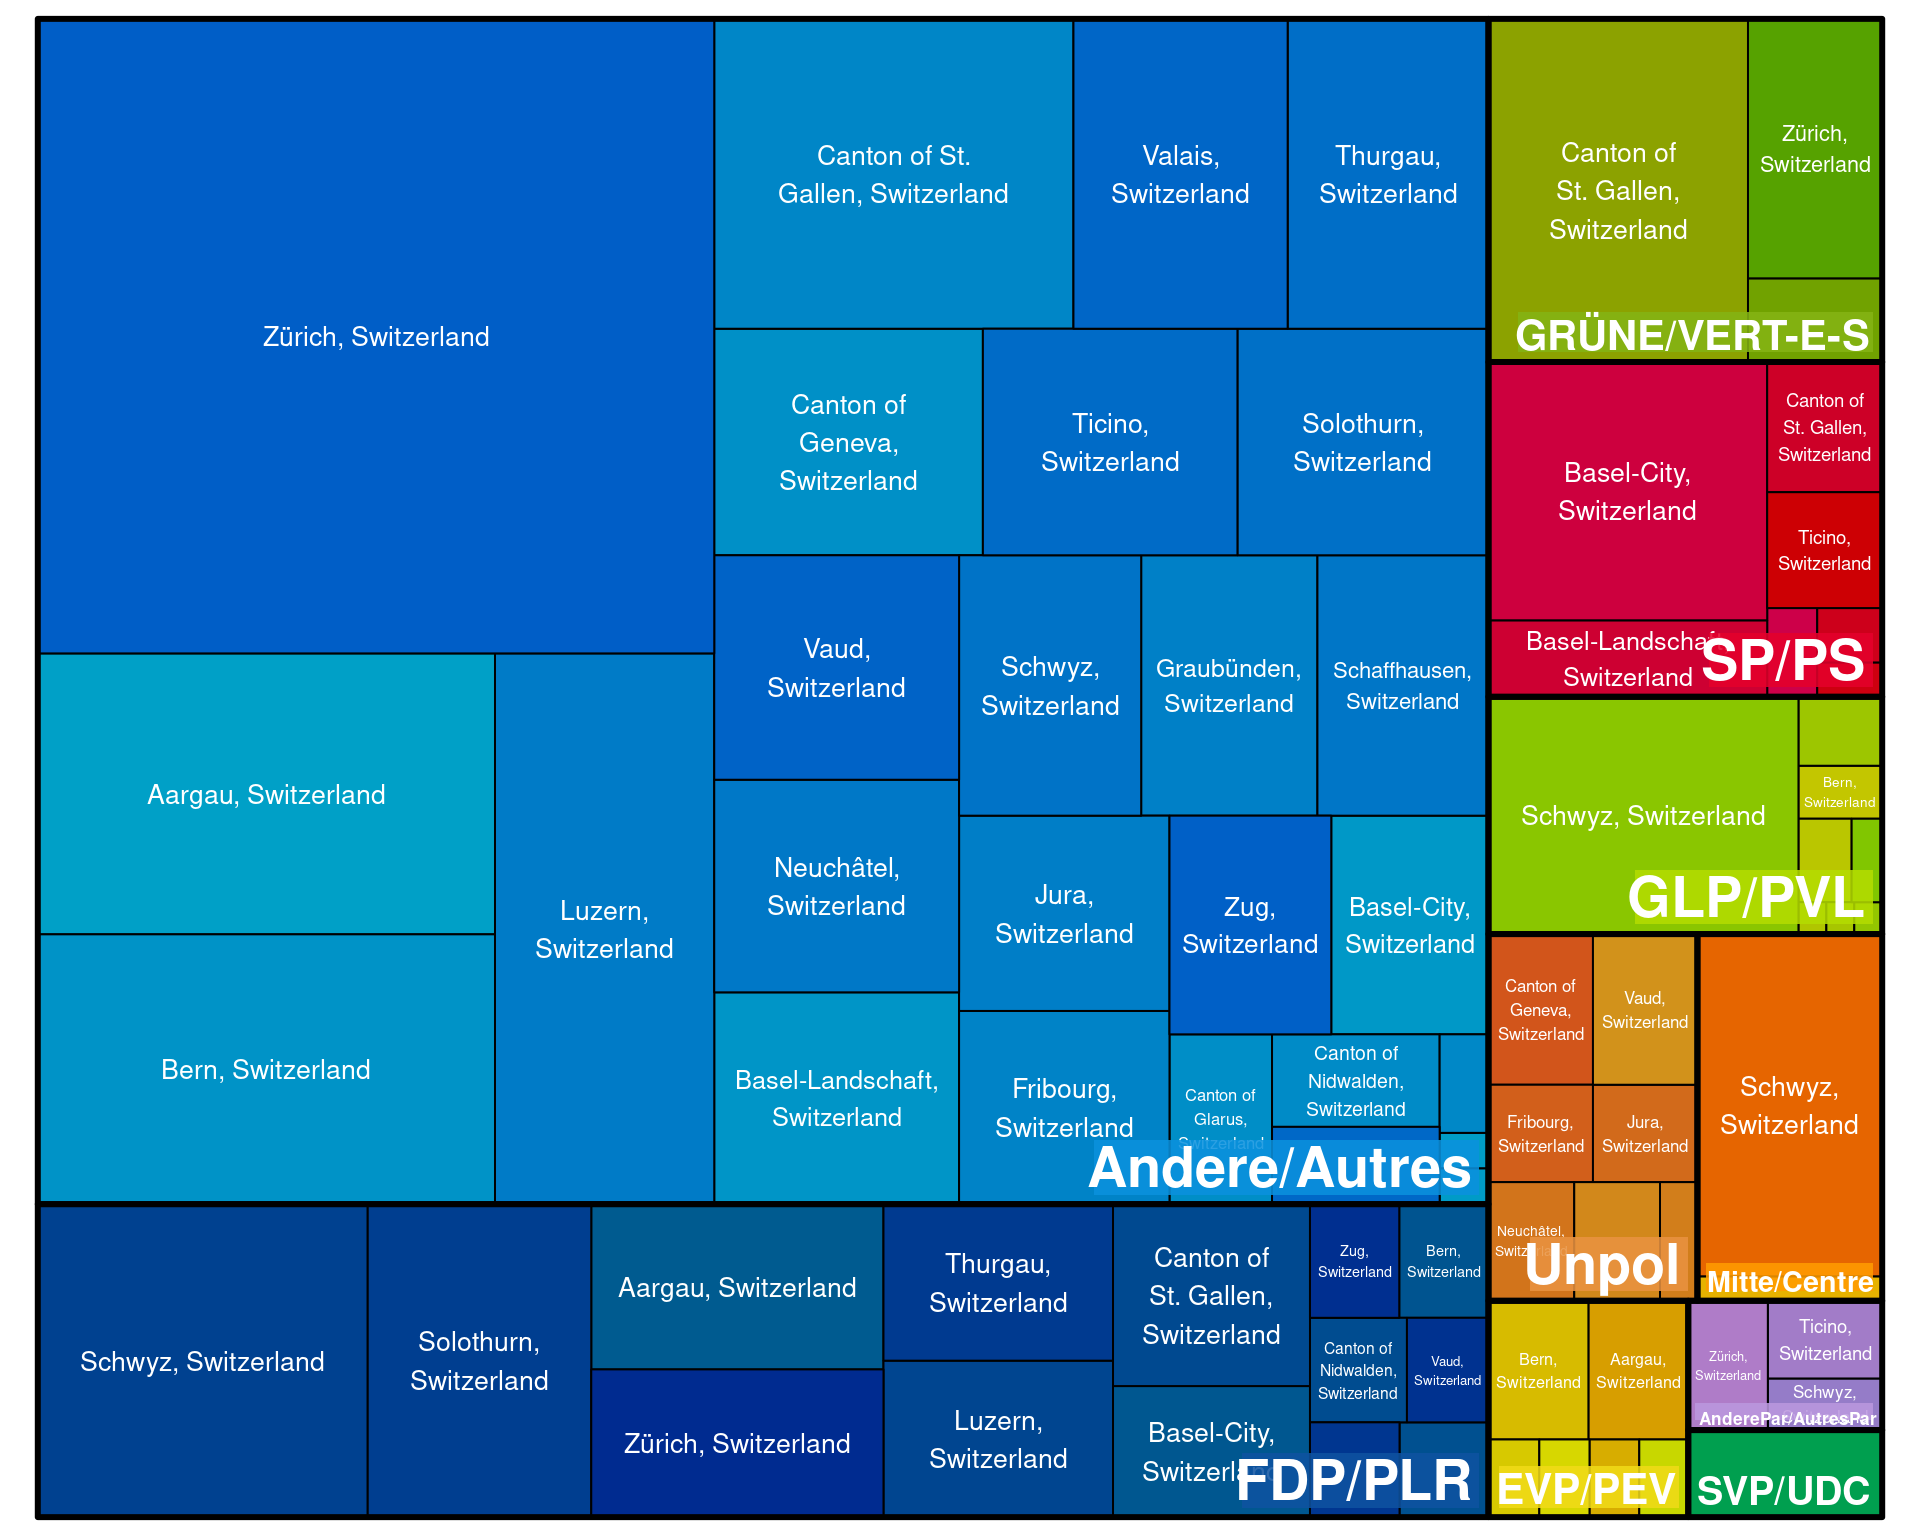 Zürich, Switzerland
Aargau, Switzerland
Bern, Switzerland
Luzern,
Switzerland
Canton of St.
Gallen, Switzerland
Valais,
Switzerland
Thurgau,
Switzerland
Canton of
Geneva,
Switzerland
Ticino,
Switzerland
Solothurn,
Switzerland
Vaud,
Switzerland
Schwyz,
Switzerland
Graubünden,
Switzerland
Schaffhausen,
Switzerland
Neuchâtel,
Switzerland
Jura,
Switzerland
Zug,
Switzerland
Basel-City,
Switzerland
Basel-Landschaft,
Switzerland
Fribourg,
Switzerland
Canton of
Glarus,
Switzerland
Canton of
Nidwalden,
Switzerland
Andere/Autres
Schwyz, Switzerland
Solothurn,
Switzerland
Aargau, Switzerland
Zürich, Switzerland
Thurgau,
Switzerland
Luzern,
Switzerland
Canton of
St. Gallen,
Switzerland
Basel-City,
Switzerland
Zug,
Switzerland
Bern,
Switzerland
Canton of
Nidwalden,
Switzerland
Vaud,
Switzerland
FDP/PLR
Canton of
St. Gallen,
Switzerland
Zürich,
Switzerland
GRÜNE/VERT-E-S
Basel-City,
Switzerland
Canton of
St. Gallen,
Switzerland
Ticino,
Switzerland
Basel-Landschaft,
Switzerland
SP/PS
Schwyz, Switzerland
Bern,
Switzerland
GLP/PVL
Canton of
Geneva,
Switzerland
Vaud,
Switzerland
Fribourg,
Switzerland
Jura,
Switzerland
Neuchâtel,
Switzerland
Unpol
Schwyz,
Switzerland
Mitte/Centre
Bern,
Switzerland
Aargau,
Switzerland
EVP/PEV
Zürich,
Switzerland
Ticino,
Switzerland
Schwyz,
AnderePar/AutresPar
SVP/UDC